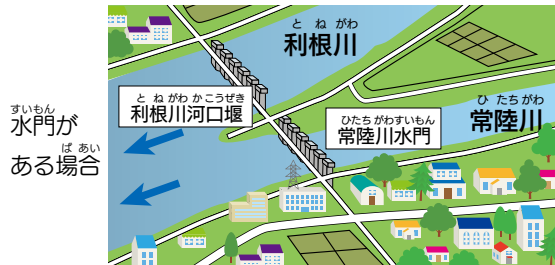 すいもん
水門が
ば あい
ある場合
と ね がわ
利根川
と ね がわ か こうぜき
利根川河口堰
ひたち がわすいもん
常陸川水門
ひ たち がわ
常陸川